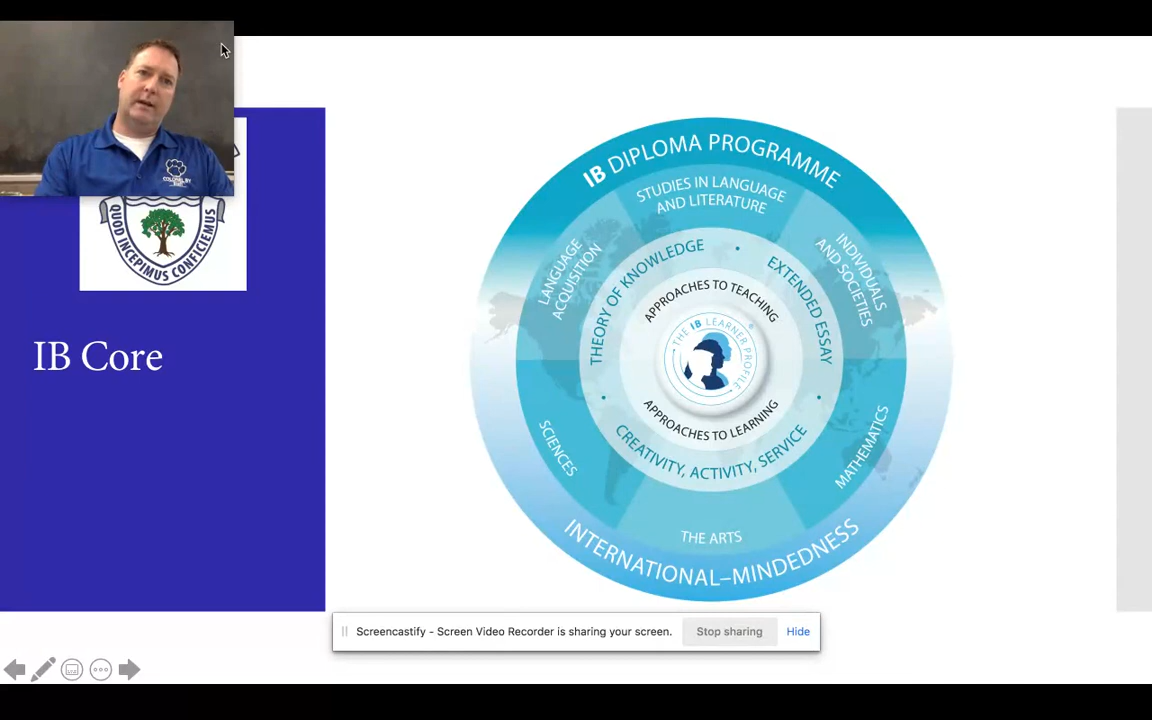 COLONEL BY
QUOD INCEPIMUS CONFICIEMUS
IB Core
IB DIPLOMA PROGRAMME
STUDIES IN LANGUAGE
AND LITERATURE
LANGUAGE
ACQUISITION
INDIVIDUALS
AND SOCIETIES
THEORY OF KNOWLEDGE
EXTENDED ESSAY
APPROACHES TO TEACHING
THE IB LEARNER PROFILE
APPROACHES TO LEARNING
CREATIVITY, ACTIVITY, SERVICE
SCIENCES
MATHEMATICS
THE ARTS
INTERNATIONAL–MINDEDNESS
Screencastify - Screen Video Recorder is sharing your screen.
Stop sharing
Hide